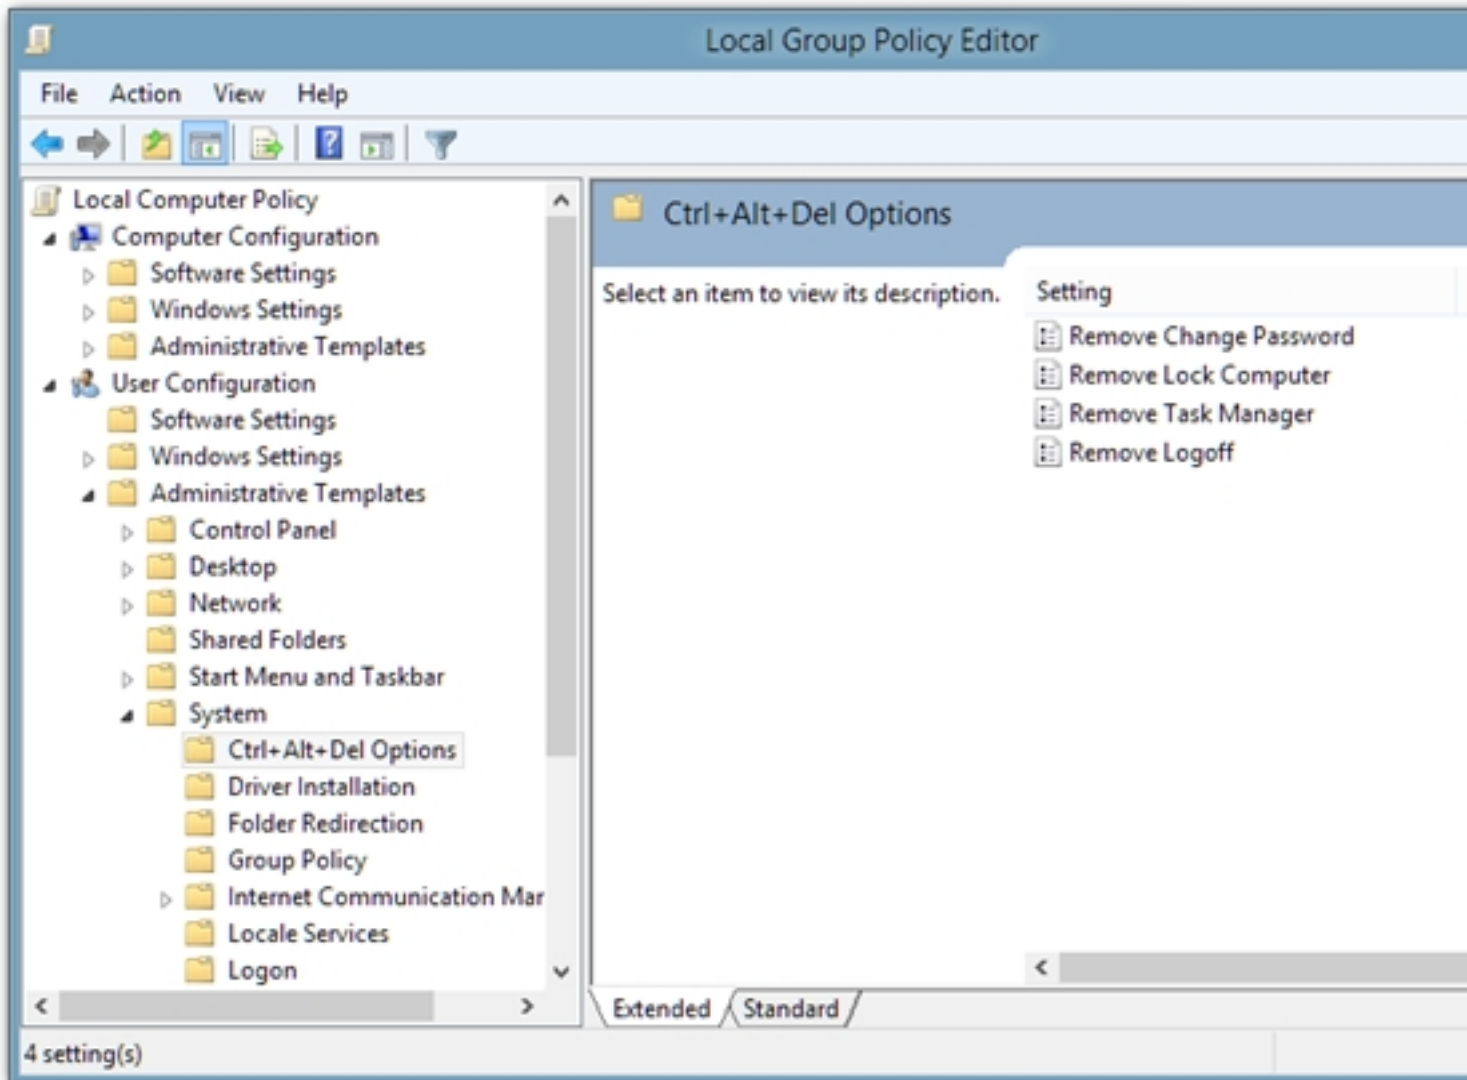 Local Group Policy Editor
File Action View Help
Local Computer Policy
Computer Configuration
Software Settings
Windows Settings
Administrative Templates
User Configuration
Software Settings
Windows Settings
Administrative Templates
Control Panel
Desktop
Network
Shared Folders
Start Menu and Taskbar
System
Ctrl+Alt+Del Options
Driver Installation
Folder Redirection
Group Policy
Internet Communication Mar
Locale Services
Logon
Ctrl+Alt+Del Options
Select an item to view its description.
Setting
Remove Change Password
Remove Lock Computer
Remove Task Manager
Remove Logoff
Extended Standard
4 setting(s)